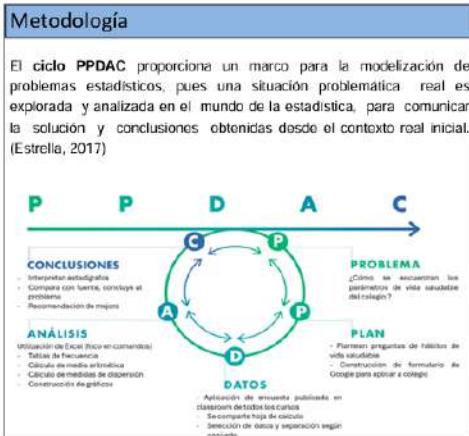 Metodología
El ciclo PPDAC proporciona un marco para la modelización de
problemas estadísticos, pues una situación problemática real es
explorada y analizada en el mundo de la estadística, para comunicar
la solución y conclusiones obtenidas desde el contexto real inicial.
(Estrella, 2017)
P P D A C
C
P
P
D
A
CONCLUSIONES
- Interpretan estadígrafos
- Compara con fuente, concluye el
problema
- Recomendación de mejora
PROBLEMA
¿Cómo se encuentran los
parámetros de vida saludable
del colegio?
ANÁLISIS
Utilización de Excel (foco en comandos)
- Tablas de frecuencia
- Cálculo de media aritmética
- Cálculo de medidas de dispersión
- Construcción de gráficos
PLAN
- Plantean preguntas de hábitos de
vida saludable
- Construcción de formulario de
Google para aplicar a colegio
DATOS
- Aplicación de encuesta publicada en
classroom de todos los cursos
- Se comparte hoja de cálculo
- Selección de datos y separación según